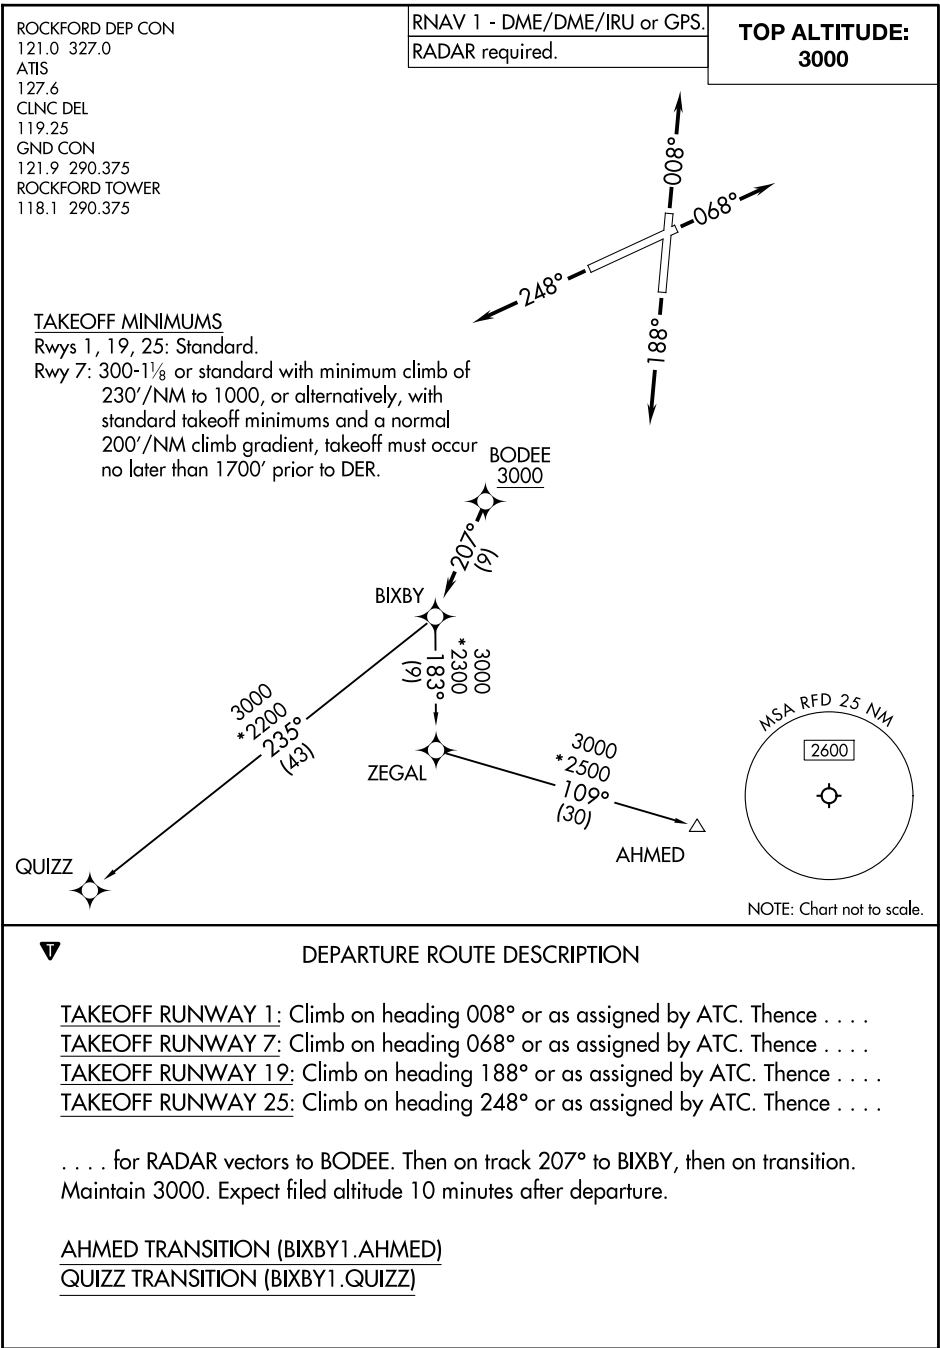 ROCKFORD DEP CON
121.0 327.0
ATIS
127.6
CLNC DEL
119.25
GND CON
121.9 290.375
ROCKFORD TOWER
118.1 290.375
RNAV 1 - DME/DME/IRU or GPS.
RADAR required.
TOP ALTITUDE:
3000
008°
068°
248°
188°
TAKEOFF MINIMUMS
Rwys 1, 19, 25: Standard.
Rwy 7: 300-1⅛ or standard with minimum climb of
230'/NM to 1000, or alternatively, with
standard takeoff minimums and a normal
200'/NM climb gradient, takeoff must occur
no later than 1700' prior to DER.
BODEE
3000
207°
(9)
BIXBY
3000
*2300
183°
(9)
3000
*2200
235°
(43)
ZEGAL
3000
*2500
109°
(30)
AHMED
QUIZZ
MSA RFD 25 NM
2600
NOTE: Chart not to scale.
T
DEPARTURE ROUTE DESCRIPTION
TAKEOFF RUNWAY 1: Climb on heading 008° or as assigned by ATC. Thence . . . .
TAKEOFF RUNWAY 7: Climb on heading 068° or as assigned by ATC. Thence . . . .
TAKEOFF RUNWAY 19: Climb on heading 188° or as assigned by ATC. Thence . . . .
TAKEOFF RUNWAY 25: Climb on heading 248° or as assigned by ATC. Thence . . . .
. . . . for RADAR vectors to BODEE. Then on track 207° to BIXBY, then on transition.
Maintain 3000. Expect filed altitude 10 minutes after departure.
AHMED TRANSITION (BIXBY1.AHMED)
QUIZZ TRANSITION (BIXBY1.QUIZZ)